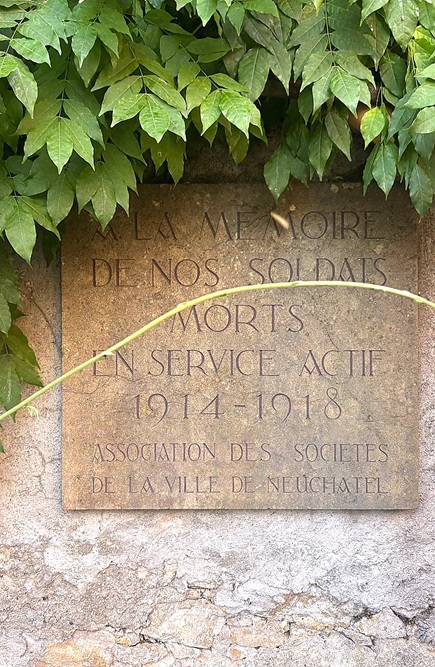 A LA MEMOIRE
DE NOS SOLDATS
MORTS
EN SERVICE ACTIF
1914-1918
ASSOCIATION DES SOCIETES
DE LA VILLE DE NEUCHATEL